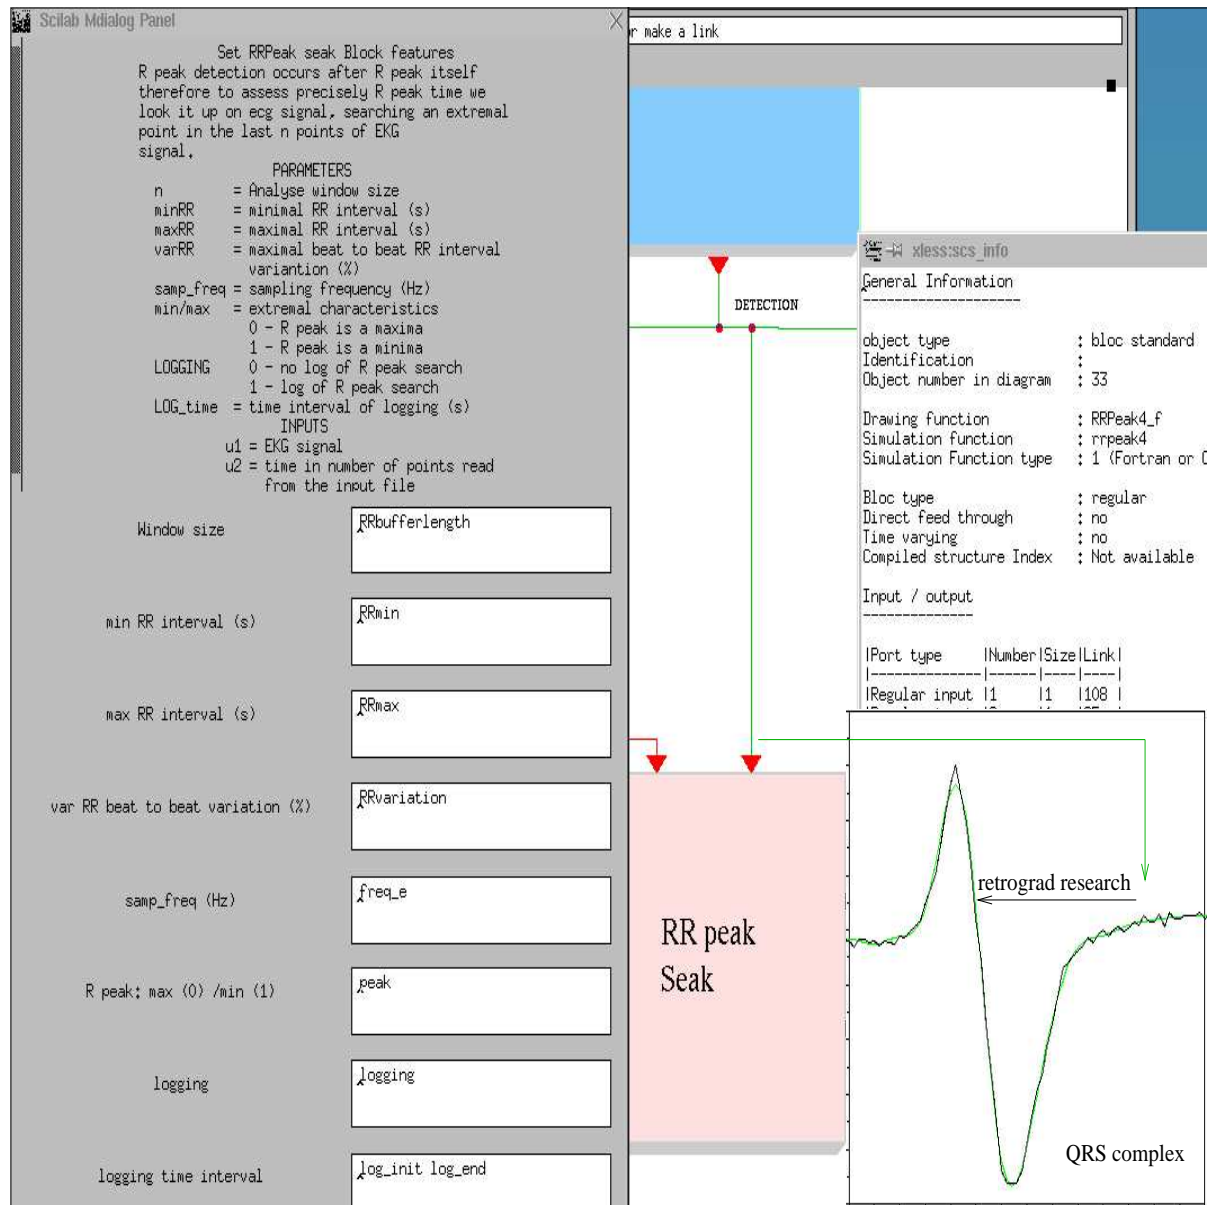 Scilab Mdialog Panel
Set RRPeak seak Block features
R peak detection occurs after R peak itself
therefore to assess precisely R peak time we
look it up on ecg signal, searching an extremal
point in the last n points of EKG
signal.
PARAMETERS
n = Analyse window size
minRR = minimal RR interval (s)
maxRR = maximal RR interval (s)
varRR = maximal beat to beat RR interval
variantion (%)
samp_freq = sampling frequency (Hz)
min/max = extremal characteristics
0 - R peak is a maxima
1 - R peak is a minima
LOGGING 0 - no log of R peak search
1 - log of R peak search
LOG_time = time interval of logging (s)
INPUTS
u1 = EKG signal
u2 = time in number of points read
from the input file
Window size RRbufferlength
min RR interval (s) RRmin
max RR interval (s) RRmax
var RR beat to beat variation (%) RRvariation
samp_freq (Hz) freq_e
R peak: max (0) /min (1) peak
logging logging
logging time interval log_init log_end
or make a link
DETECTION
RR peak
Seak
xless:scs_info
General Information
--------------------
object type : bloc standard
Identification :
Object number in diagram : 33
Drawing function : RRPeak4_f
Simulation function : rrpeak4
Simulation Function type : 1 (Fortran or C
Bloc type : regular
Direct feed through : no
Time varying : no
Compiled structure Index : Not available
Input / output
--------------
|Port type |Number|Size|Link|
|--------------|------|----|----|
|Regular input |1 |1 |108 |
retrograd research
QRS complex